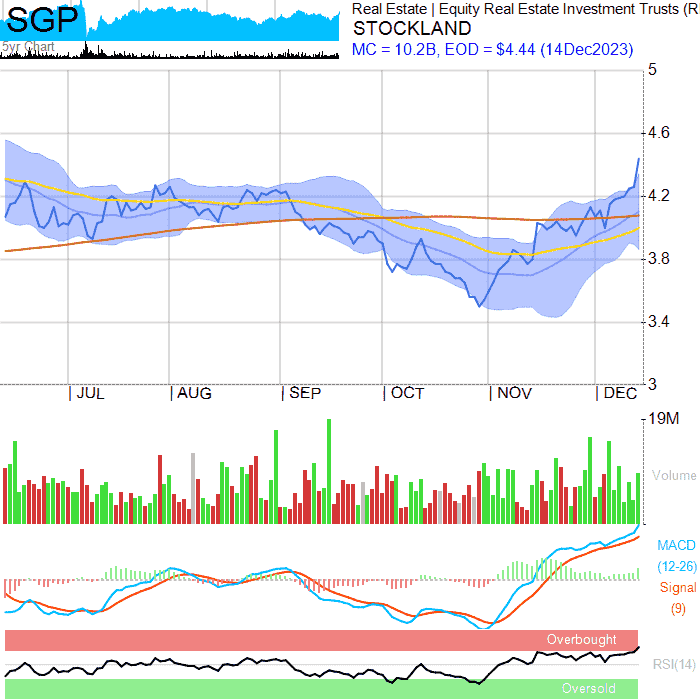 SGP
5yr Chart
Real Estate | Equity Real Estate Investment Trusts (R
STOCKLAND
MC = 10.2B, EOD = $4.44 (14Dec2023)
5
4.6
4.2
3.8
3.4
3
| JUL | AUG | SEP | OCT | NOV | DEC
19M
Volume
MACD
(12-26)
Signal
(9)
Overbought
RSI(14)
Oversold